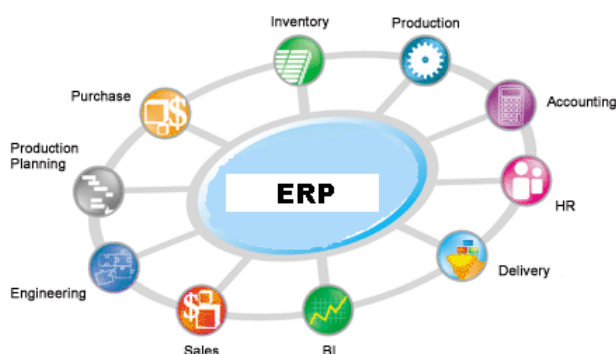 Inventory
Production
Purchase
Accounting
Production
Planning
ERP
HR
Delivery
Engineering
Sales
BI